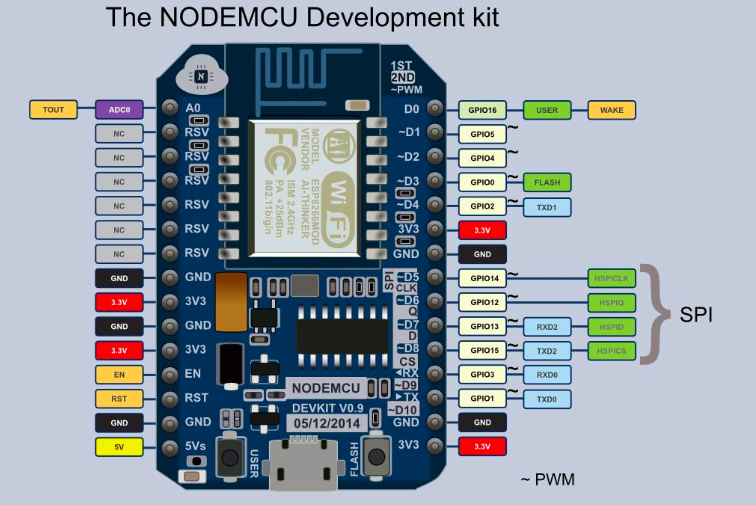 The NODEMCU Development kit
1ST
2ND
~PWM
TOUT ADC0 A0 D0 GPIO16 USER WAKE
NC RSV ~D1 GPIO5 ~
NC RSV ~D2 GPIO4 ~
NC RSV ~D3 GPIO0 ~ FLASH
NC RSV ~D4 GPIO2 ~ TXD1
NC RSV 3V3 3.3V
NC RSV GND GND
GND GND SPI ~D5 GPIO14 ~ HSPICLK
CLK
3.3V 3V3 ~D6 GPIO12 ~ HSPIQ
Q
GND GND ~D7 GPIO13 ~ RXD2 HSPID
D
3.3V 3V3 ~D8 GPIO15 ~ TXD2 HSPICS
CS
EN EN RX GPIO3 ~ RXD0
~D9
RST RST TX GPIO1 ~ TXD0
~D10
GND GND GND GND
5V 5Vs 3V3 3.3V
SPI
MODEL ESP8266MOD
VENDOR AI-THINKER
ISM 2.4GHz
PA +25dBm
802.11b/g/n
FC
Ai
Wi Fi
N
NODEMCU
DEVKIT V0.9
05/12/2014
USER
FLASH
~ PWM